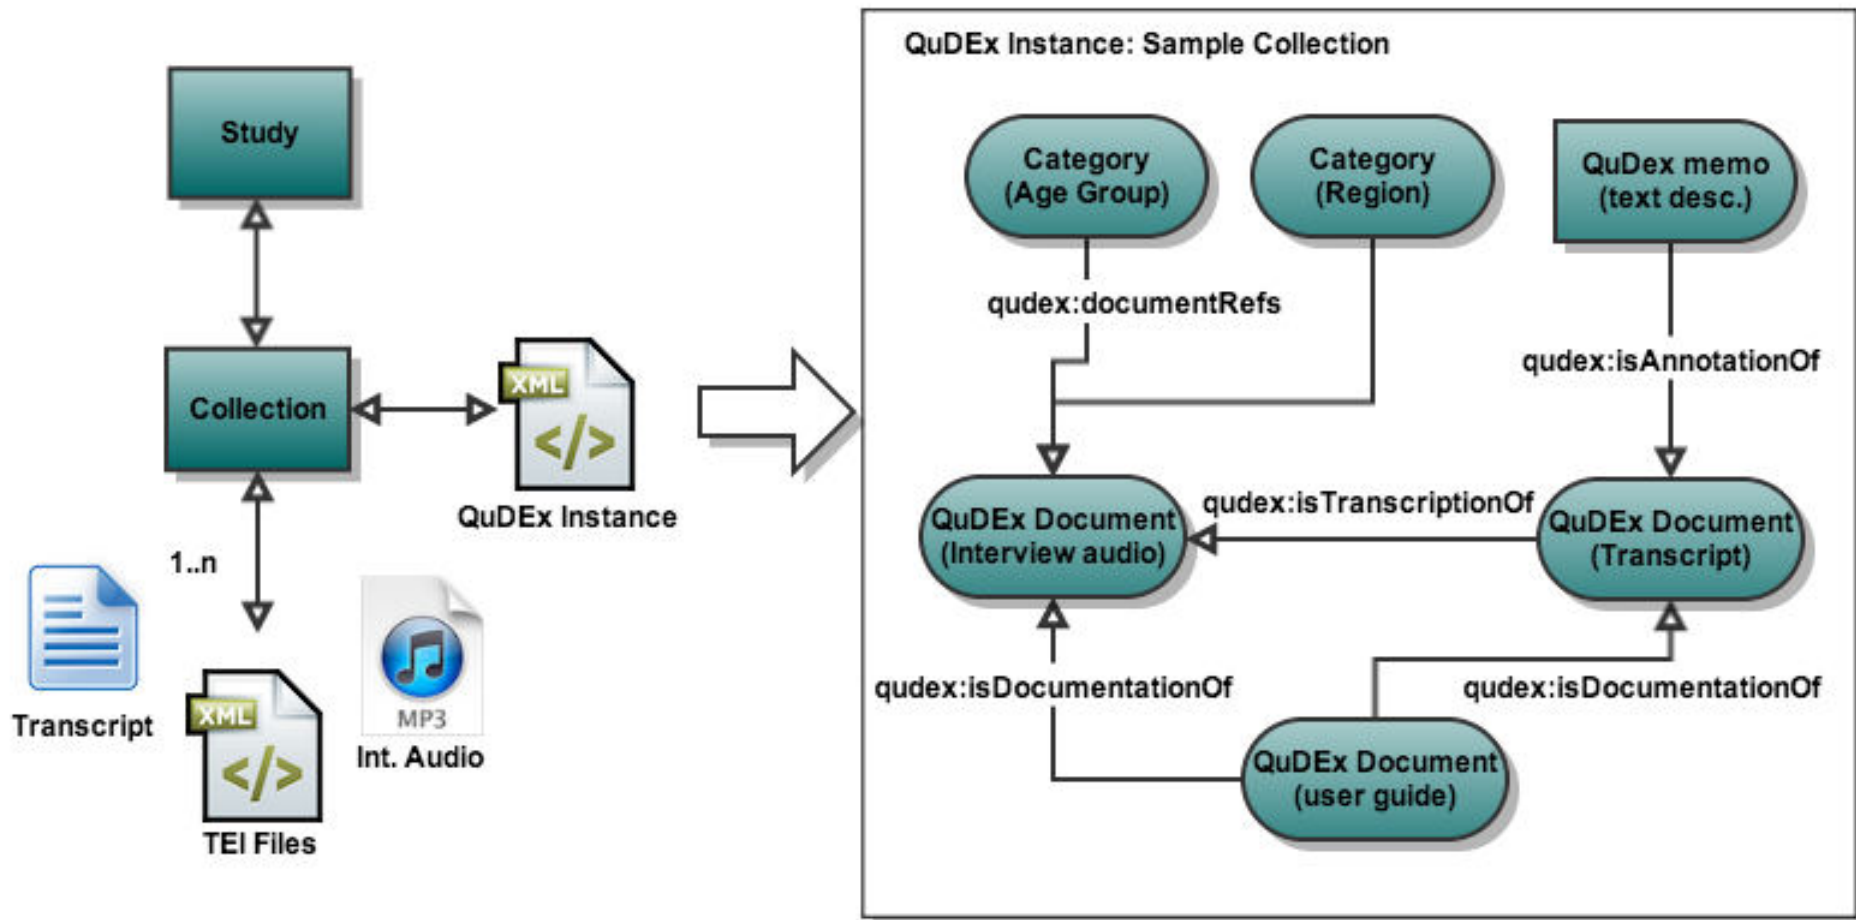 Study
Collection
XML
</>
QuDEx Instance
1..n
Transcript
XML
</>
TEI Files
MP3
Int. Audio
QuDEx Instance: Sample Collection
Category
(Age Group)
Category
(Region)
QuDex memo
(text desc.)
qudex:documentRefs
qudex:isAnnotationOf
QuDEx Document
(Interview audio)
qudex:isTranscriptionOf
QuDEx Document
(Transcript)
qudex:isDocumentationOf
qudex:isDocumentationOf
QuDEx Document
(user guide)